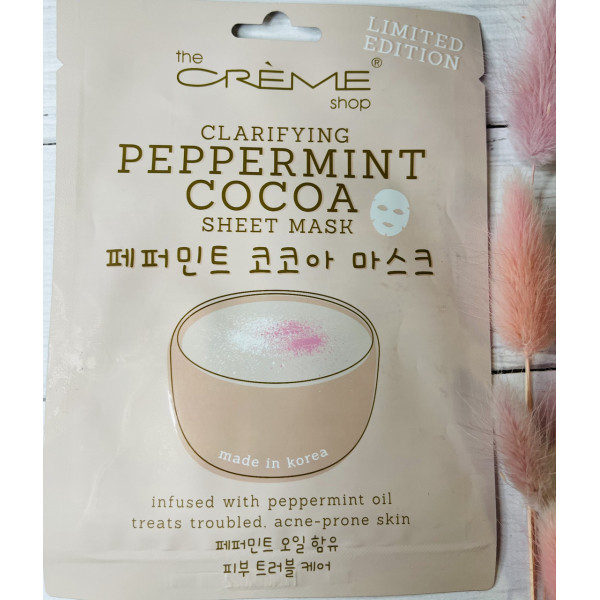 LIMITED
EDITION
the
CRÈME®
shop
CLARIFYING
PEPPERMINT
COCOA
SHEET MASK
페퍼민트 코코아 마스크
made in korea
infused with peppermint oil
treats troubled, acne-prone skin
페퍼민트 오일 함유
피부 트러블 케어